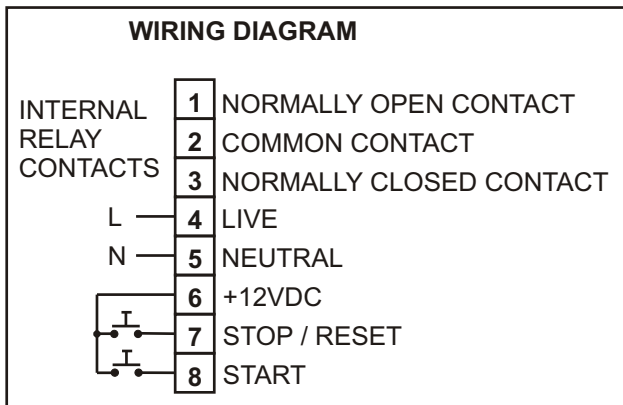 WIRING DIAGRAM
INTERNAL
RELAY
CONTACTS
1 NORMALLY OPEN CONTACT
2 COMMON CONTACT
3 NORMALLY CLOSED CONTACT
L 4 LIVE
N 5 NEUTRAL
6 +12VDC
7 STOP / RESET
8 START